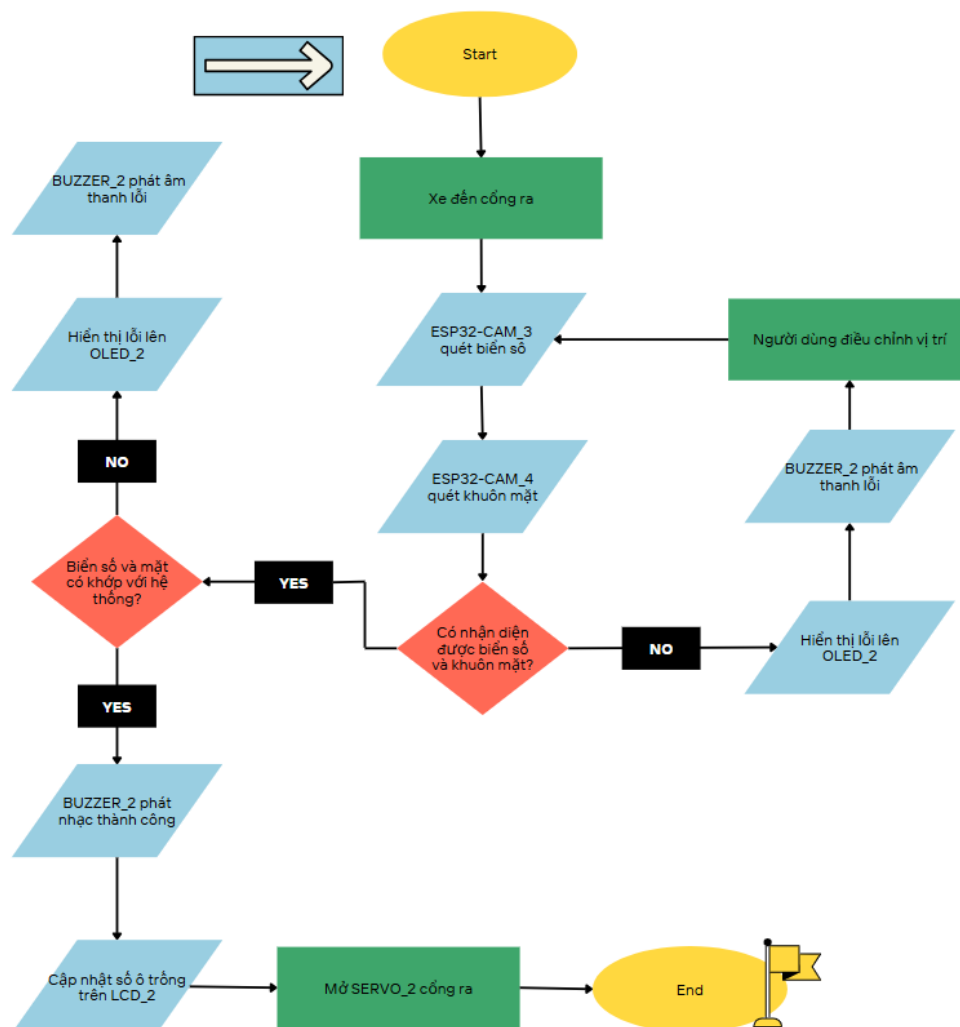 Start
Xe đến cổng ra
ESP32-CAM_3
quét biển số
ESP32-CAM_4
quét khuôn mặt
Có nhận diện
được biển số
và khuôn mặt?
NO
Hiển thị lỗi lên
OLED_2
BUZZER_2 phát âm
thanh lỗi
Người dùng điều chỉnh vị trí
YES
Biển số và mặt
có khớp với hệ
thống?
NO
Hiển thị lỗi lên
OLED_2
BUZZER_2 phát âm
thanh lỗi
YES
BUZZER_2 phát
nhạc thành công
Cập nhật số ô trống
trên LCD_2
Mở SERVO_2 cổng ra
End